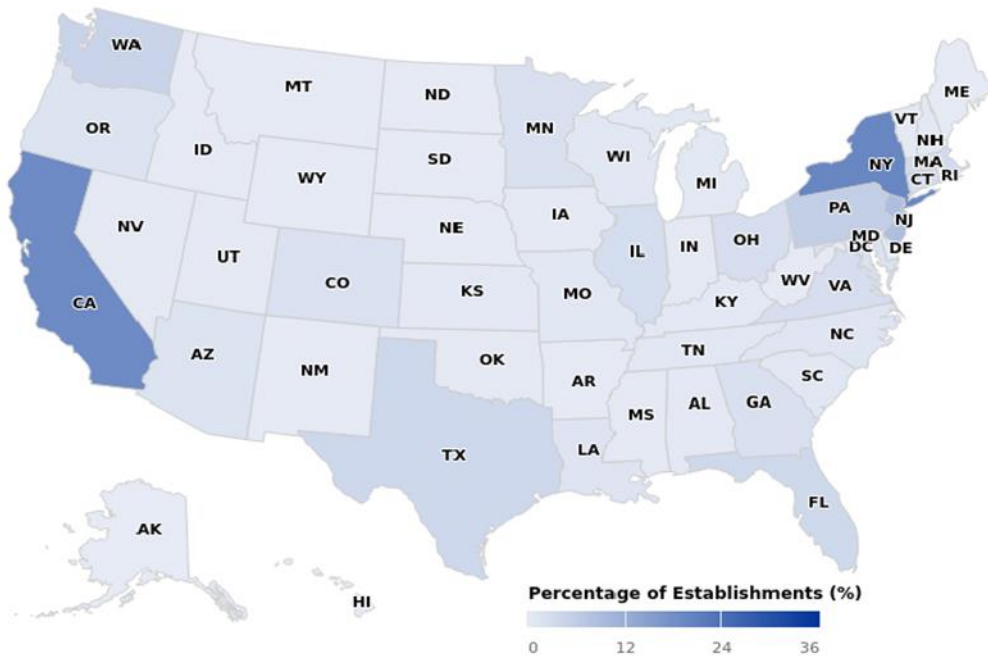 WA
MT
ND
MN
ME
VT
NH
OR
ID
SD
WI
NY
MA
CT
RI
WY
MI
IA
NE
PA
NJ
NV
UT
CO
IL
IN
OH
MD
DC
DE
CA
KS
MO
WV
VA
KY
AZ
NM
OK
TN
NC
AR
SC
MS
AL
GA
TX
LA
FL
AK
HI
Percentage of Establishments (%)
0 12 24 36